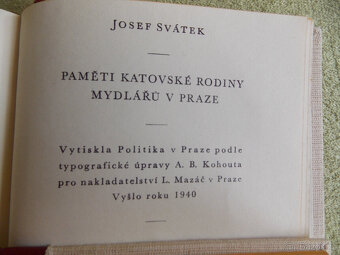 JOSEF SVÁTEK
PAMĚTI KATOVSKÉ RODINY
MYDLÁŘŮ V PRAZE
Vytiskla Politika v Praze podle
typografické úpravy A. B. Kohouta
pro nakladatelství L. Mazáč v Praze
Vyšlo roku 1940